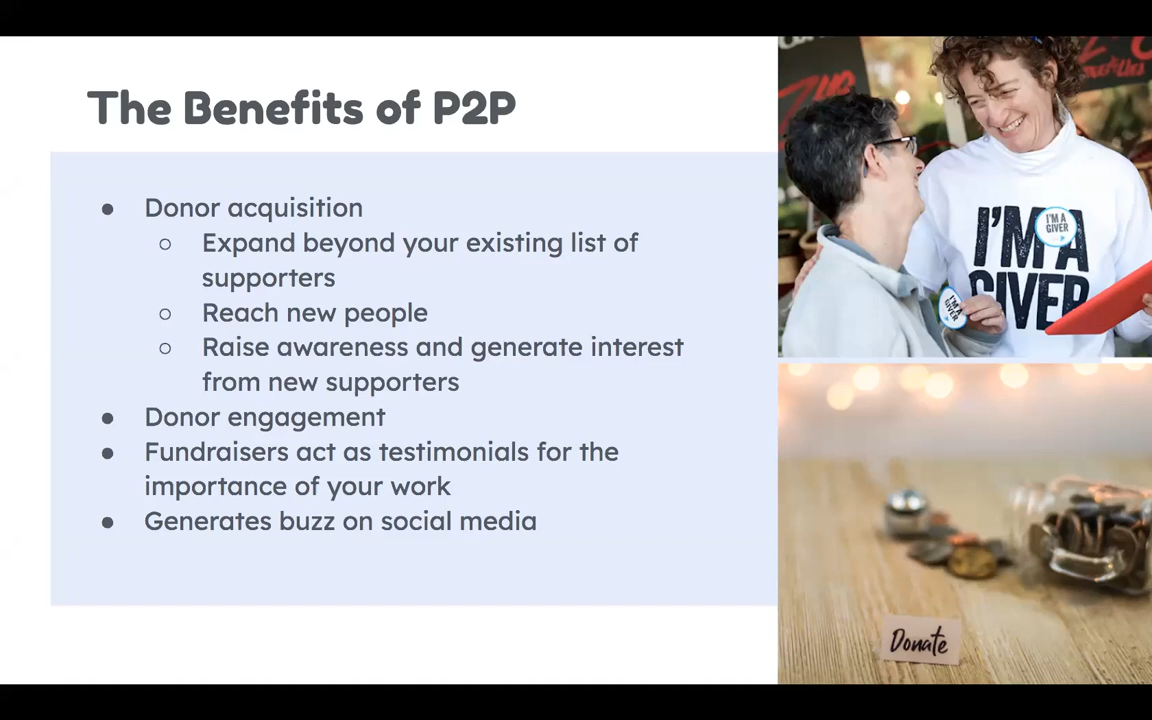 The Benefits of P2P
● Donor acquisition
○ Expand beyond your existing list of
supporters
○ Reach new people
○ Raise awareness and generate interest
from new supporters
● Donor engagement
● Fundraisers act as testimonials for the
importance of your work
● Generates buzz on social media
I'M A
GIVER
I'M A
GIVER
I'M A
GIVER
Donate